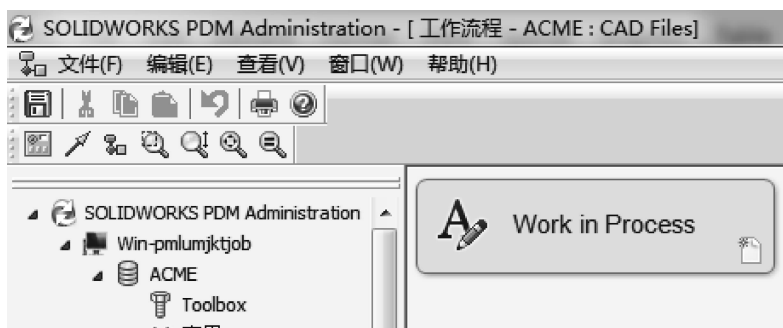 SOLIDWORKS PDM Administration - [ 工作流程 - ACME : CAD Files]
文件(F) 编辑(E) 查看(V) 窗口(W) 帮助(H)
SOLIDWORKS PDM Administration
Win-pmlumjktjob
ACME
Toolbox
Work in Process